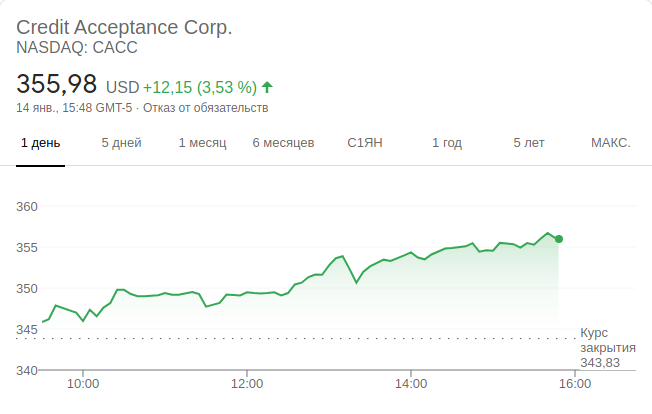 Credit Acceptance Corp.
NASDAQ: CACC
355,98 USD +12,15 (3,53 %)
14 янв., 15:48 GMT-5 · Отказ от обязательств
1 день 5 дней 1 месяц 6 месяцев С1ЯН 1 год 5 лет МАКС.
360
355
350
345
340
Курс
закрытия
343,83
10:00 12:00 14:00 16:00